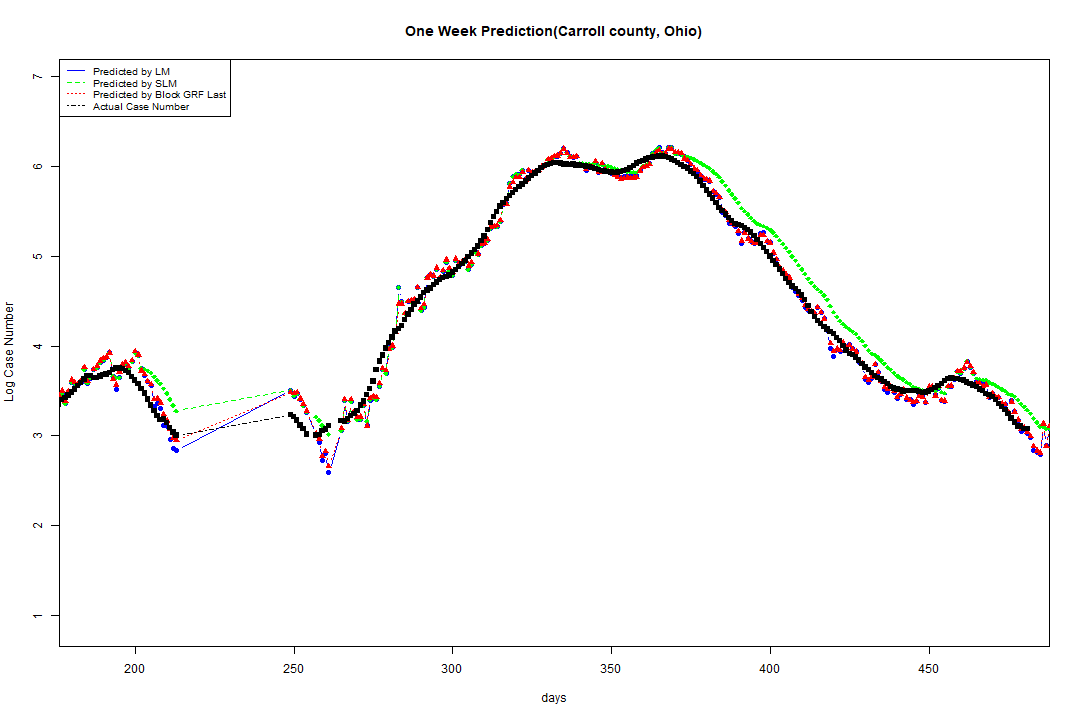 One Week Prediction(Carroll county, Ohio)
Predicted by LM
Predicted by SLM
Predicted by Block GRF Last
Actual Case Number
7
6
5
4
3
2
1
Log Case Number
200 250 300 350 400 450
days